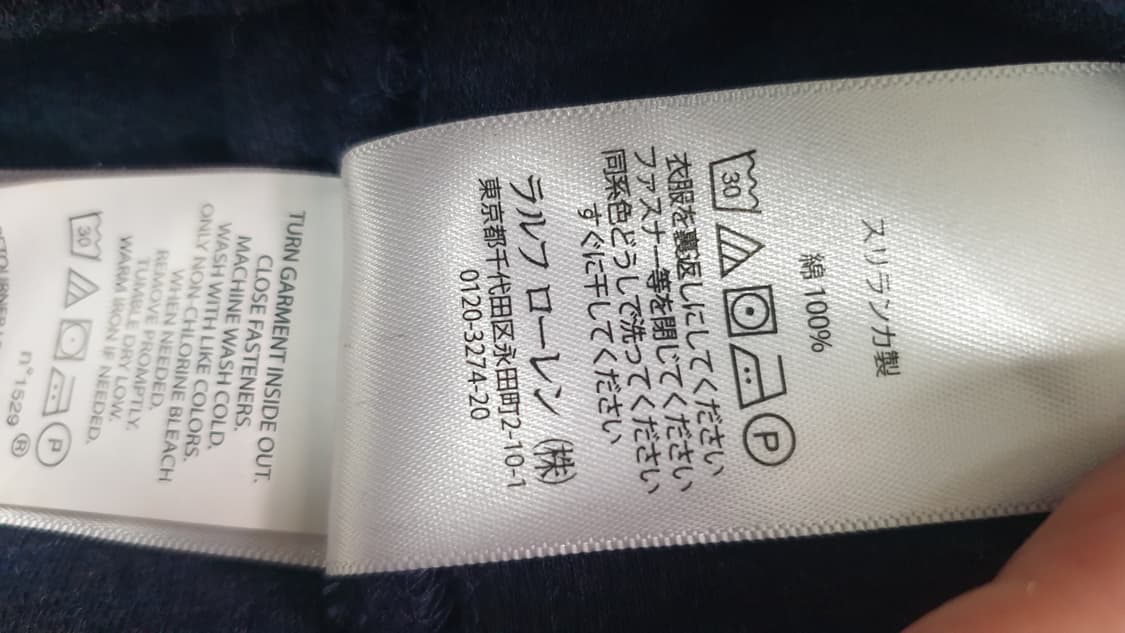 スリランカ製
綿 100%
30 P
衣服を裏返しにしてください
ファスナー等を閉じてください
同系色どうしで洗ってください
すぐに干してください
ラルフ ローレン (株)
東京都千代田区永田町2-10-1
0120-3274-20
TURN GARMENT INSIDE OUT.
CLOSE FASTENERS.
MACHINE WASH COLD.
WASH WITH LIKE COLORS.
ONLY NON-CHLORINE BLEACH
WHEN NEEDED.
REMOVE PROMPTLY.
TUMBLE DRY LOW.
WARM IRON IF NEEDED.
30 P
n°1529 ®